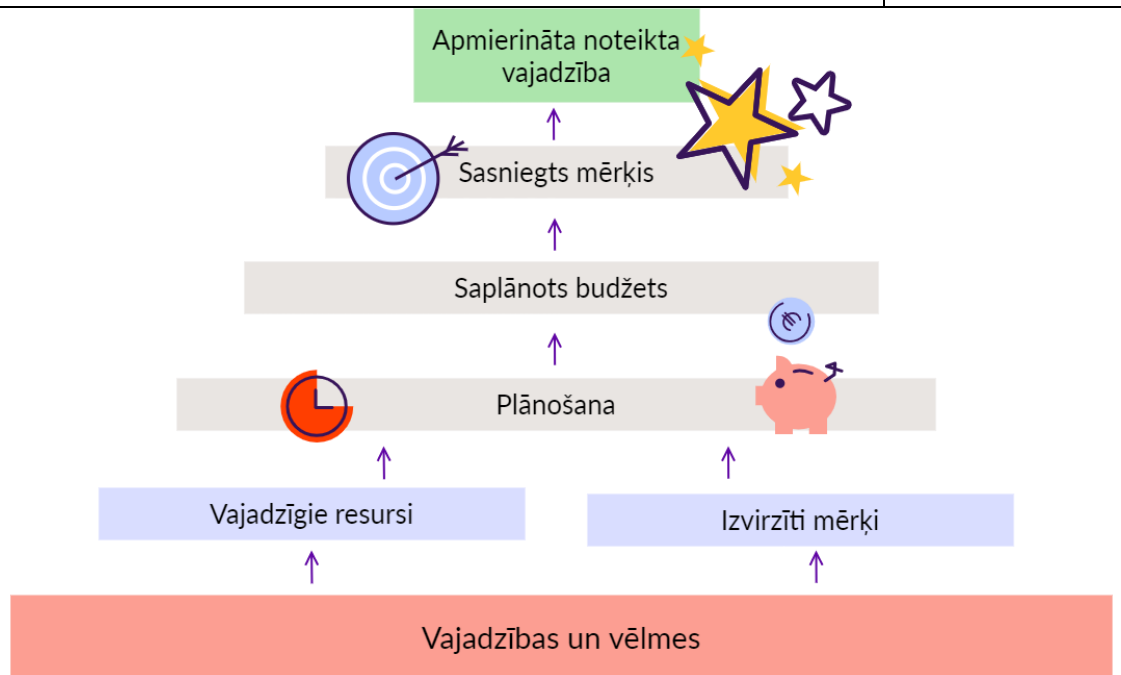 Apmierināta noteikta
vajadzība
Sasniegts mērķis
Saplānots budžets
Plānošana
Vajadzīgie resursi
Izvirzīti mērķi
Vajadzības un vēlmes